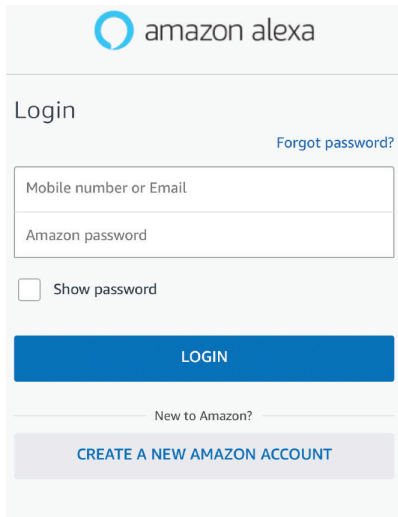 amazon alexa
Login
Forgot password?
Mobile number or Email
Amazon password
Show password
LOGIN
New to Amazon?
CREATE A NEW AMAZON ACCOUNT